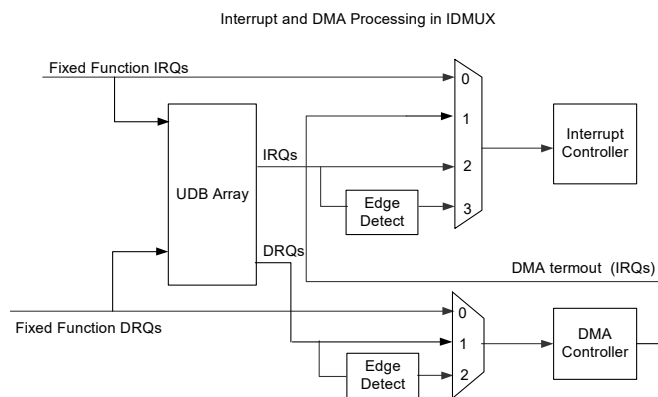 Interrupt and DMA Processing in IDMUX
Fixed Function IRQs
0
1
2
3
Interrupt
Controller
UDB Array
IRQs
Edge
Detect
DRQs
DMA termout (IRQs)
Fixed Function DRQs
0
1
2
Edge
Detect
DMA
Controller